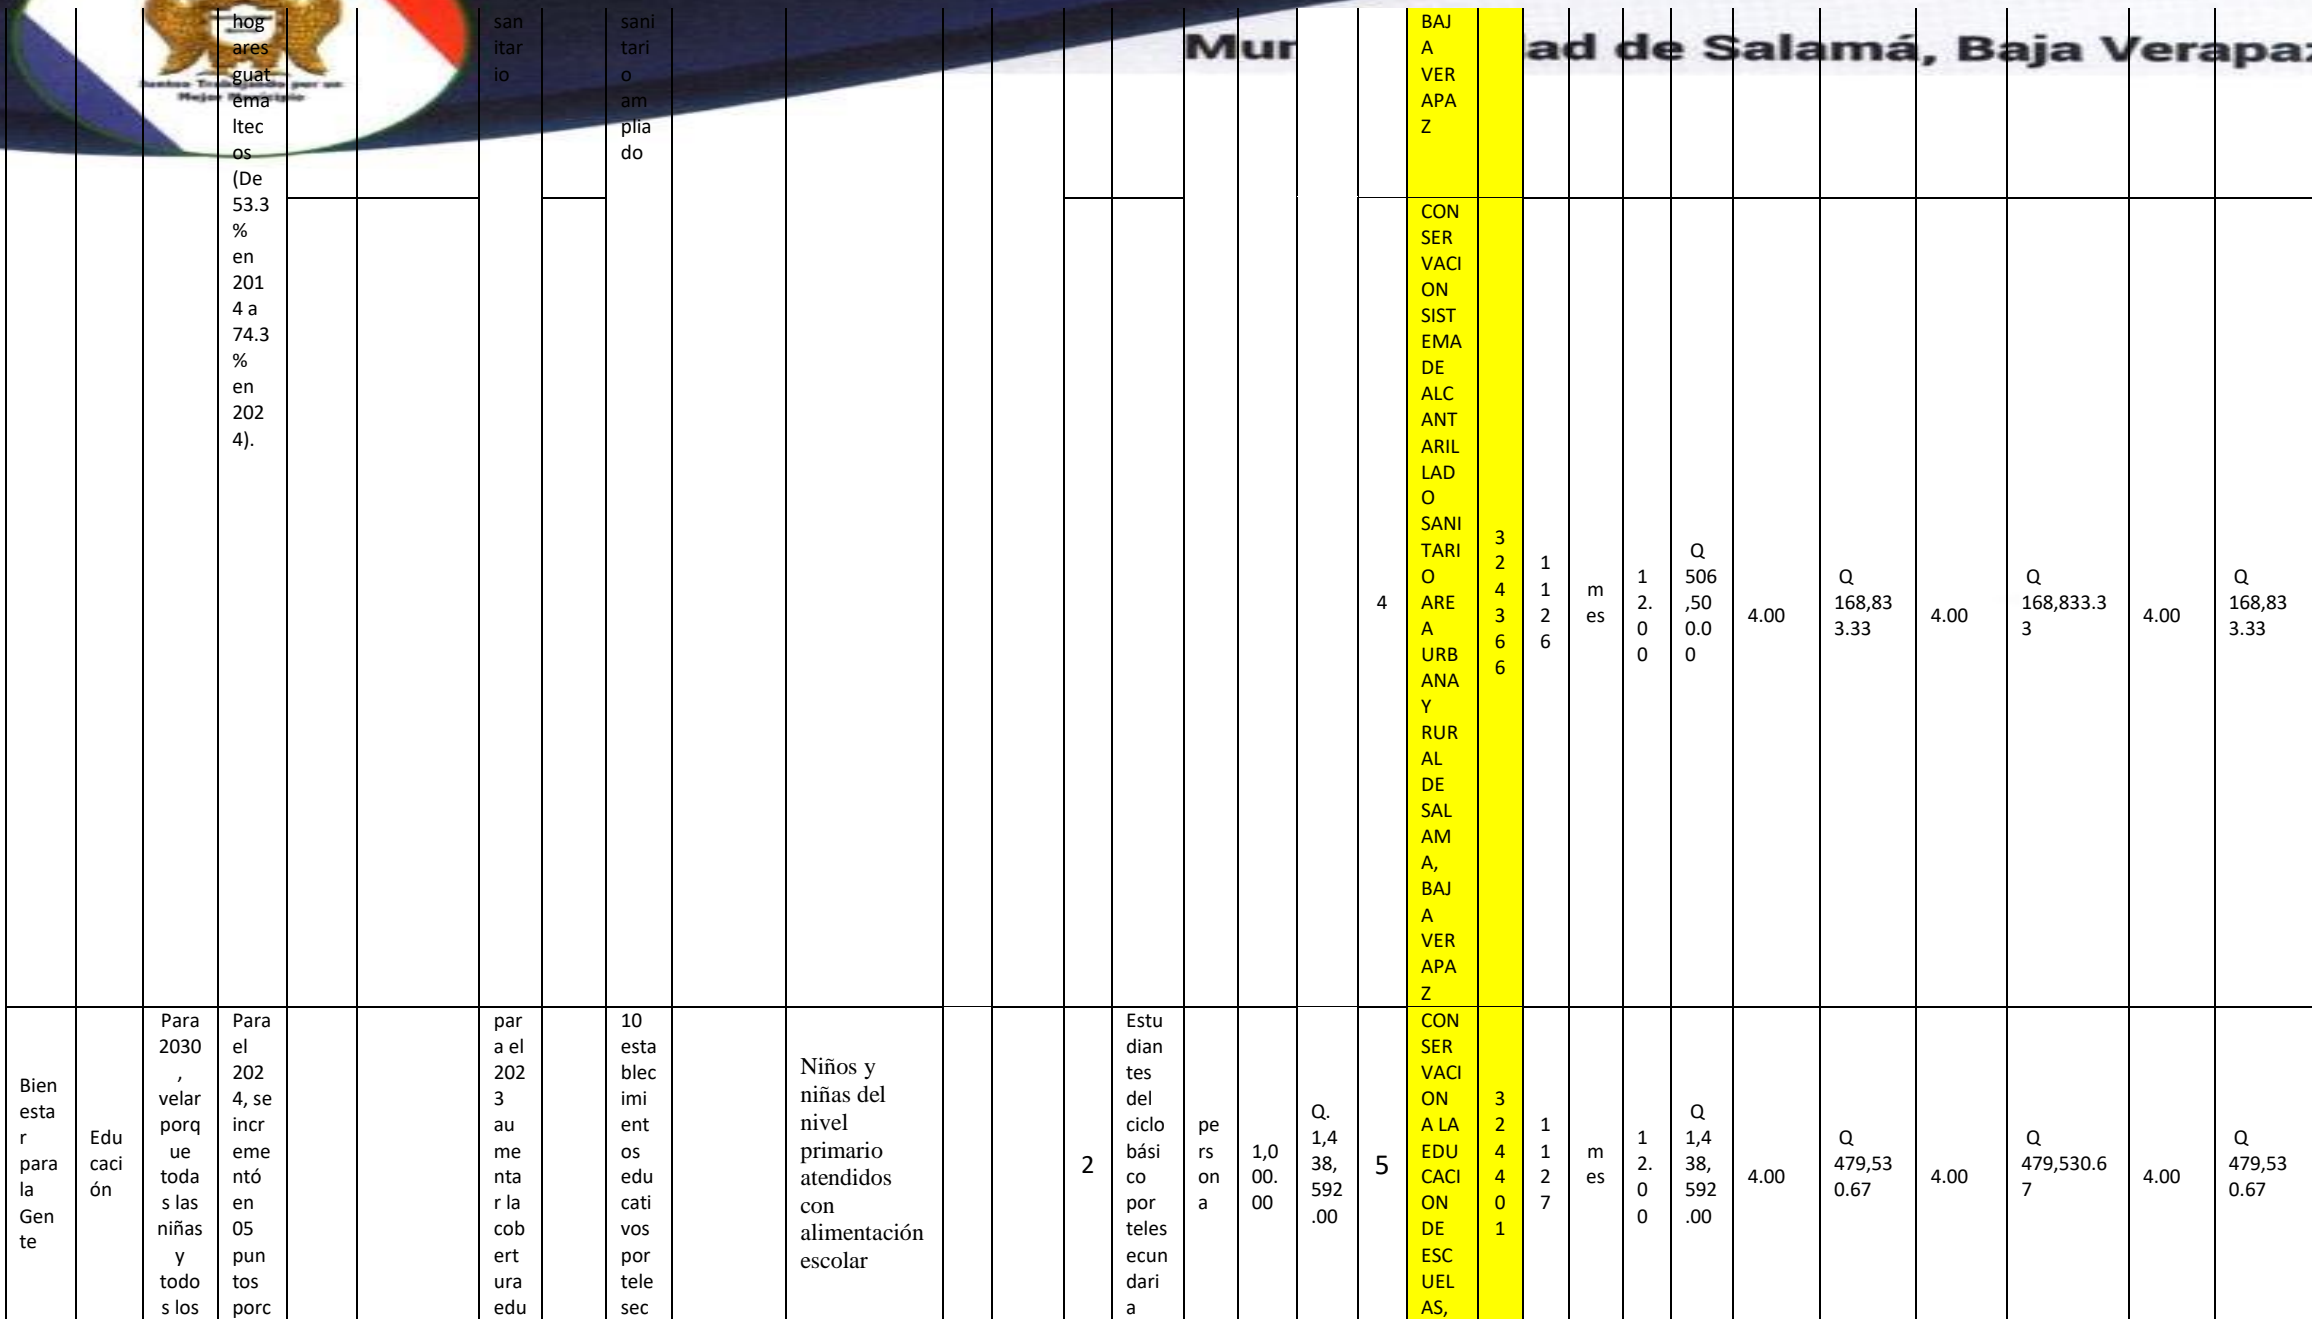 Juntos Trabajando por un
Mejor Municipio
Mun
ad de Salamá, Baja Verapaz
hog
ares
guat
ema
ltec
os
(De
53.3
%
en
201
4 a
74.3
%
en
202
4).
san
itar
io
sani
tari
o
am
plia
do
BAJ
A
VER
APA
Z
4
CON
SER
VACI
ON
SIST
EMA
DE
ALC
ANT
ARIL
LAD
O
SANI
TARI
O
ARE
A
URB
ANA
Y
RUR
AL
DE
SAL
AM
A,
BAJ
A
VER
APA
Z
3
2
4
3
6
6
1
1
2
6
m
es
1
2.
0
0
Q
506
,50
0.0
0
4.00
Q
168,83
3.33
4.00
Q
168,833.3
3
4.00
Q
168,83
3.33
Bien
esta
r
para
la
Gen
te
Edu
caci
ón
Para
2030
,
velar
porq
ue
toda
s las
niñas
y
todo
s los
Para
el
202
4, se
incr
eme
ntó
en
05
pun
tos
porc
par
a el
202
3
au
me
nta
r la
cob
ert
ura
edu
10
esta
blec
imi
ent
os
edu
cati
vos
por
tele
sec
Niños y
niñas del
nivel
primario
atendidos
con
alimentación
escolar
2
Estu
dian
tes
del
ciclo
bási
co
por
teles
ecun
dari
a
pe
rs
on
a
1,0
00.
00
Q.
1,4
38,
592
.00
5
CON
SER
VACI
ON
A LA
EDU
CACI
ON
DE
ESC
UEL
AS,
3
2
4
4
0
1
1
1
2
7
m
es
1
2.
0
0
Q
1,4
38,
592
.00
4.00
Q
479,53
0.67
4.00
Q
479,530.6
7
4.00
Q
479,53
0.67